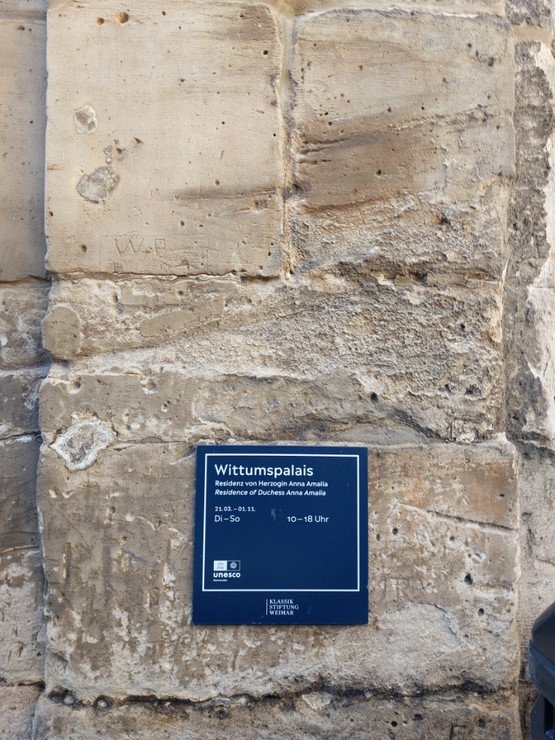 W.P.
Wittumspalais
Residenz von Herzogin Anna Amalia
Residence of Duchess Anna Amalia
21. 03. – 01. 11.
Di – So 10 – 18 Uhr
unesco
KLASSIK
STIFTUNG
WEIMAR